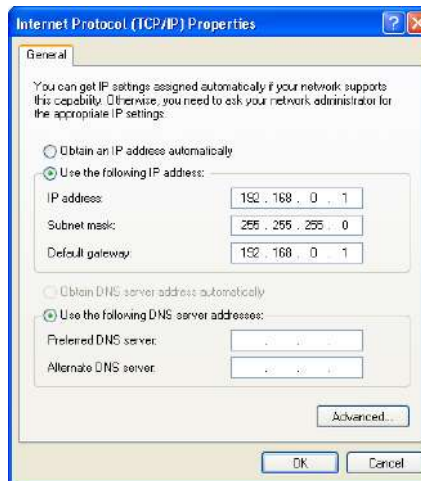 Internet Protocol (TCP/IP) Properties
General
You can get IP settings assigned automatically if your network supports
this capability. Otherwise, you need to ask your network administrator for
the appropriate IP settings.
Obtain an IP address automatically
Use the following IP address:
IP address: 192 . 168 . 0 . 1
Subnet mask: 255 . 255 . 255 . 0
Default gateway: 192 . 168 . 0 . 1
Obtain DNS server address automatically
Use the following DNS server addresses:
Preferred DNS server: . . .
Alternate DNS server: . . .
Advanced...
OK Cancel